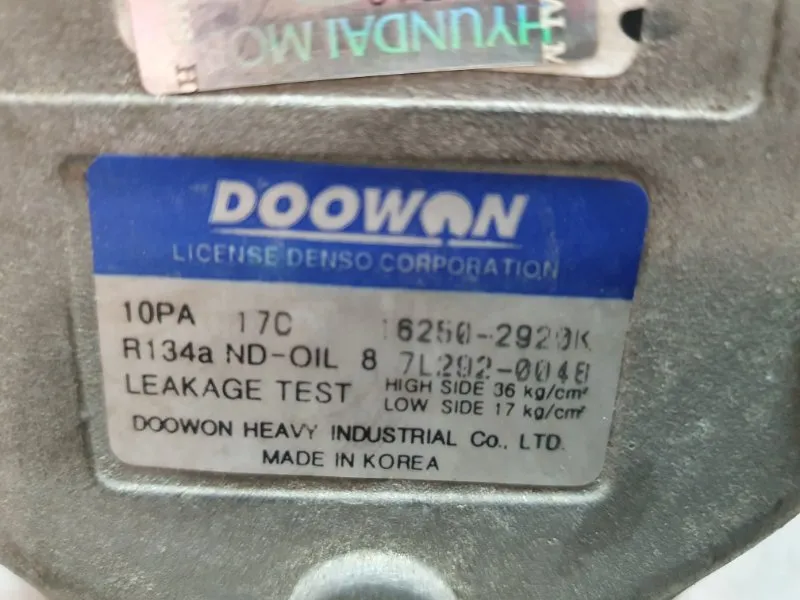 HYUNDAI MOB
DOOWON
LICENSE DENSO CORPORATION
10PA 17C 16250-2920K
R134a ND-OIL 8 7L292-0048
LEAKAGE TEST HIGH SIDE 36 kg/cm²
LOW SIDE 17 kg/cm²
DOOWON HEAVY INDUSTRIAL Co., LTD.
MADE IN KOREA